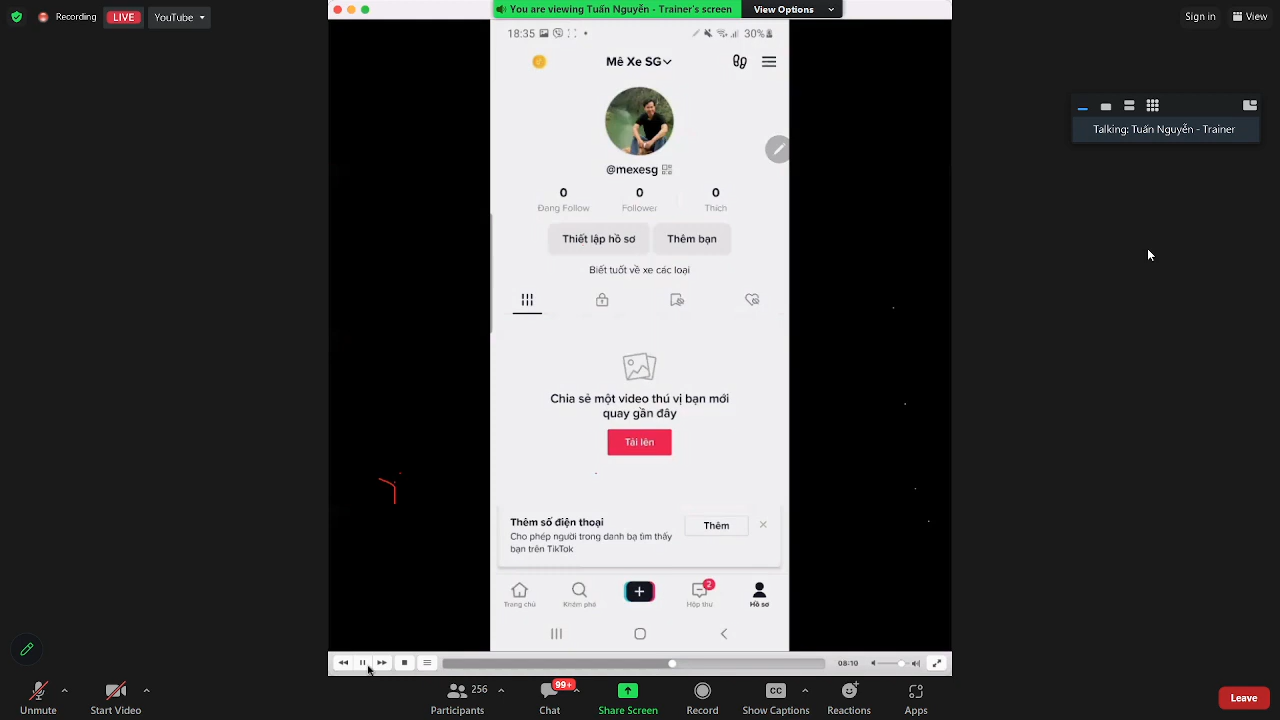 You are viewing Tuấn Nguyễn - Trainer's screen
View Options
Recording
LIVE
YouTube
Sign in
View
Talking: Tuấn Nguyễn - Trainer
18:35
30%
Mê Xe SG
@mexesg
0
0
0
Đang Follow
Follower
Thích
Thiết lập hồ sơ
Thêm bạn
Biết tuốt về xe các loại
Chia sẻ một video thú vị bạn mới
quay gần đây
Tải lên
Thêm số điện thoại
Cho phép người trong danh bạ tìm thấy
bạn trên TikTok
Thêm
2
Trang chủ
Khám phá
Hộp thư
Hồ sơ
08:10
Unmute
Start Video
256
Participants
99+
Chat
Share Screen
Record
CC
Show Captions
Reactions
Apps
Leave